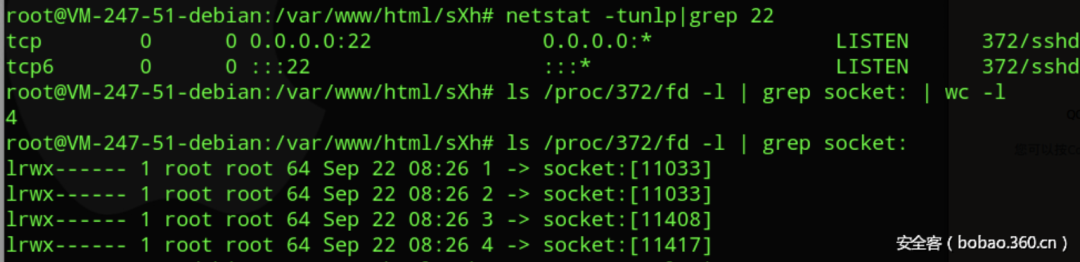 root@VM-247-51-debian:/var/www/html/sXh# netstat -tunlp|grep 22
tcp 0 0 0.0.0.0:22 0.0.0.0:* LISTEN 372/sshd
tcp6 0 0 :::22 :::* LISTEN 372/sshd
root@VM-247-51-debian:/var/www/html/sXh# ls /proc/372/fd -l | grep socket: | wc -l
4
root@VM-247-51-debian:/var/www/html/sXh# ls /proc/372/fd -l | grep socket:
lrwx------ 1 root root 64 Sep 22 08:26 1 -> socket:[11033]
lrwx------ 1 root root 64 Sep 22 08:26 2 -> socket:[11033]
lrwx------ 1 root root 64 Sep 22 08:26 3 -> socket:[11408]
lrwx------ 1 root root 64 Sep 22 08:26 4 -> socket:[11417]
安全客(bobao.360.cn)